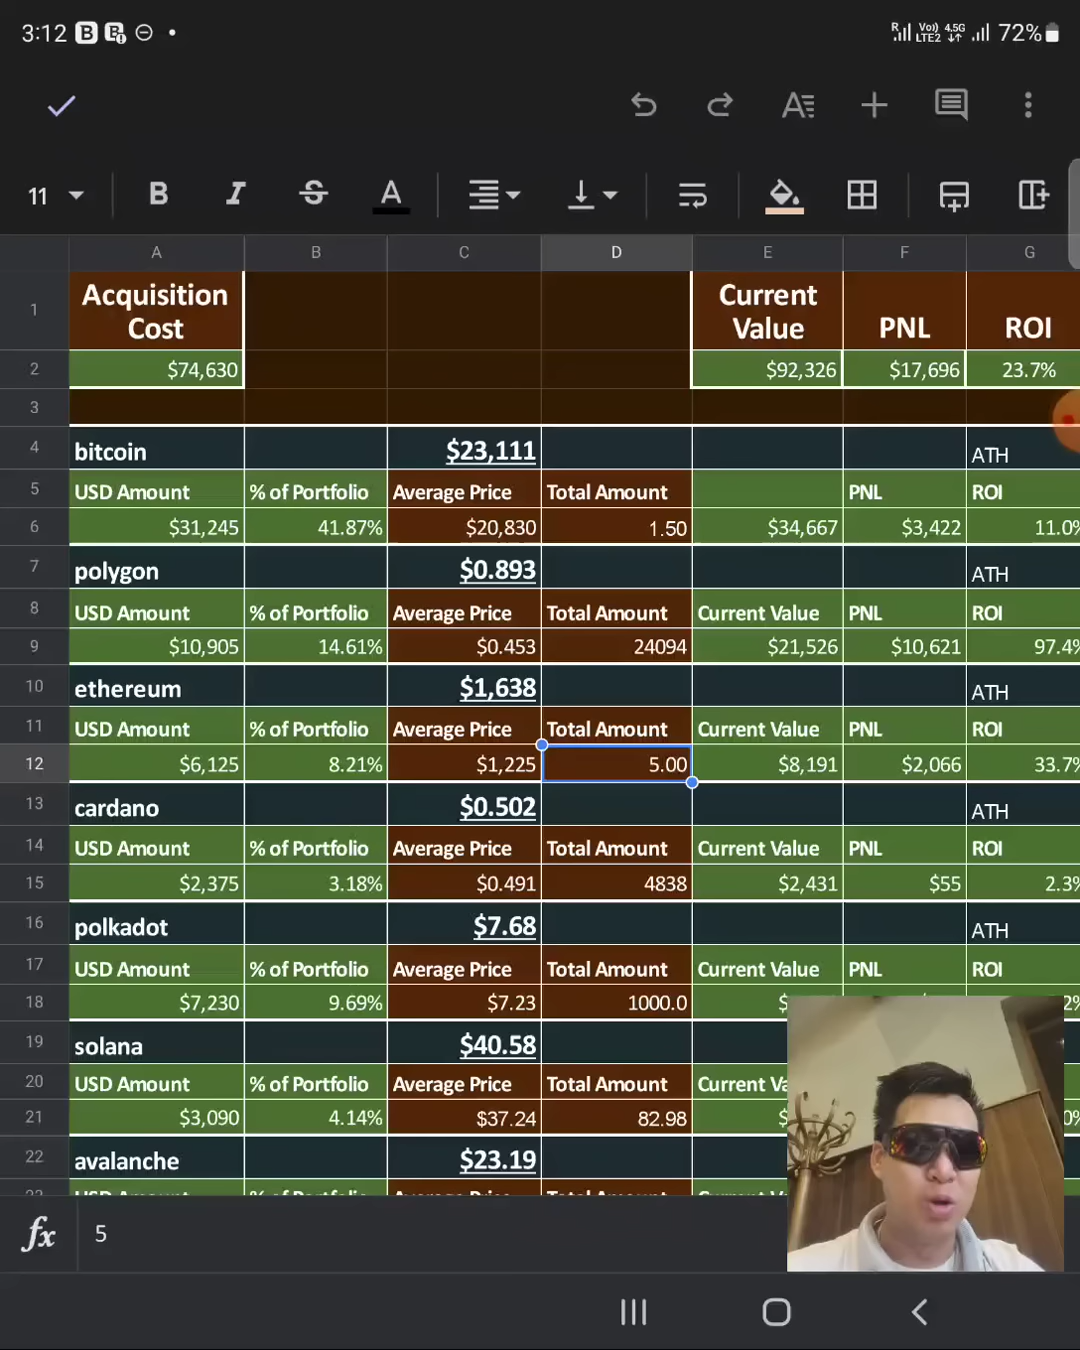 3:12 Vo) 4,5G LTE2 72%
11 B I S A
A B C D E F G
1 Acquisition Cost Current Value PNL ROI
2 $74,630 $92,326 $17,696 23.7%
3
4 bitcoin $23,111 ATH
5 USD Amount % of Portfolio Average Price Total Amount PNL ROI
6 $31,245 41.87% $20,830 1.50 $34,667 $3,422 11.0%
7 polygon $0.893 ATH
8 USD Amount % of Portfolio Average Price Total Amount Current Value PNL ROI
9 $10,905 14.61% $0.453 24094 $21,526 $10,621 97.4%
10 ethereum $1,638 ATH
11 USD Amount % of Portfolio Average Price Total Amount Current Value PNL ROI
12 $6,125 8.21% $1,225 5.00 $8,191 $2,066 33.7%
13 cardano $0.502 ATH
14 USD Amount % of Portfolio Average Price Total Amount Current Value PNL ROI
15 $2,375 3.18% $0.491 4838 $2,431 $55 2.3%
16 polkadot $7.68 ATH
17 USD Amount % of Portfolio Average Price Total Amount Current Value PNL ROI
18 $7,230 9.69% $7.23 1000.0 $
19 solana $40.58
20 USD Amount % of Portfolio Average Price Total Amount Current Va
21 $3,090 4.14% $37.24 82.98 $
22 avalanche $23.19
fx 5